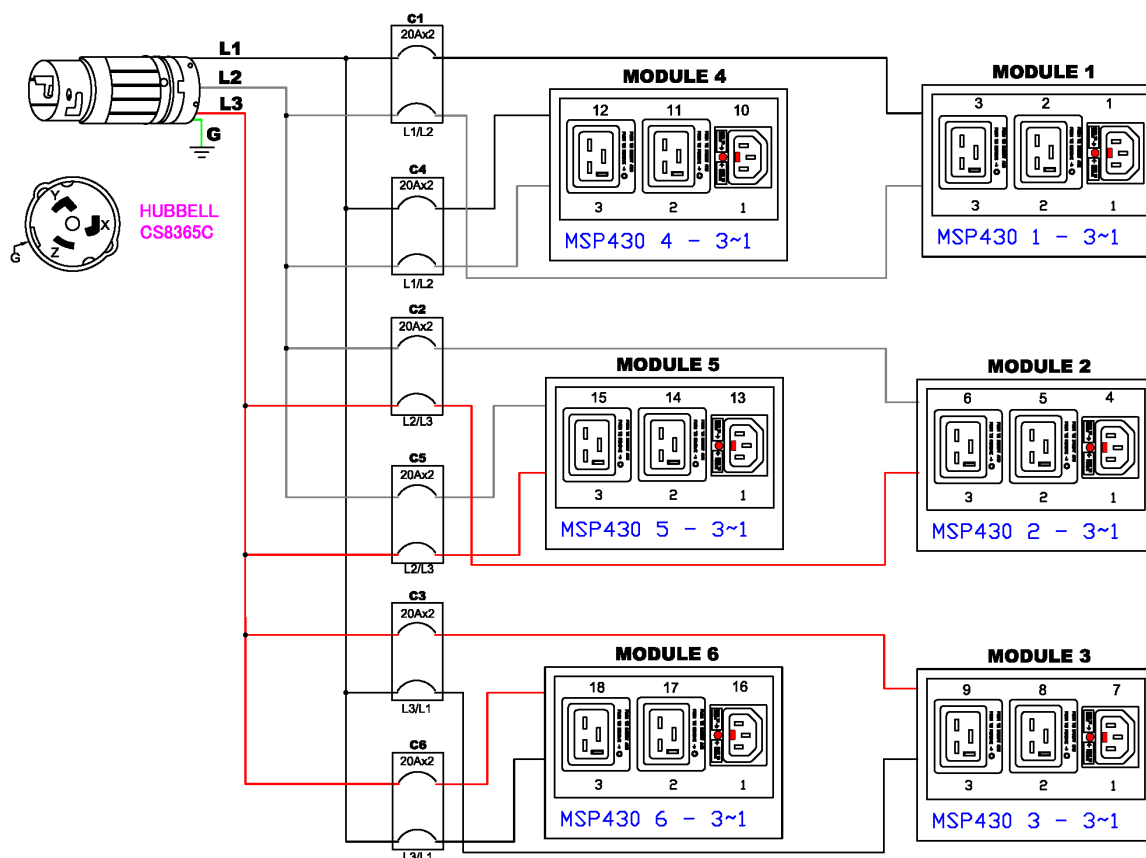 L1
L2
L3
G
HUBBELL
CS8365C
Y
X
Z
G
C1
20Ax2
L1/L2
C4
20Ax2
L1/L2
C2
20Ax2
L2/L3
C5
20Ax2
L2/L3
C3
20Ax2
L3/L1
C6
20Ax2
L3/L1
MODULE 4
12 11 10
3 2 1
MSP430 4 - 3~1
MODULE 1
3 2 1
3 2 1
MSP430 1 - 3~1
MODULE 5
15 14 13
3 2 1
MSP430 5 - 3~1
MODULE 2
6 5 4
3 2 1
MSP430 2 - 3~1
MODULE 6
18 17 16
3 2 1
MSP430 6 - 3~1
MODULE 3
9 8 7
3 2 1
MSP430 3 - 3~1